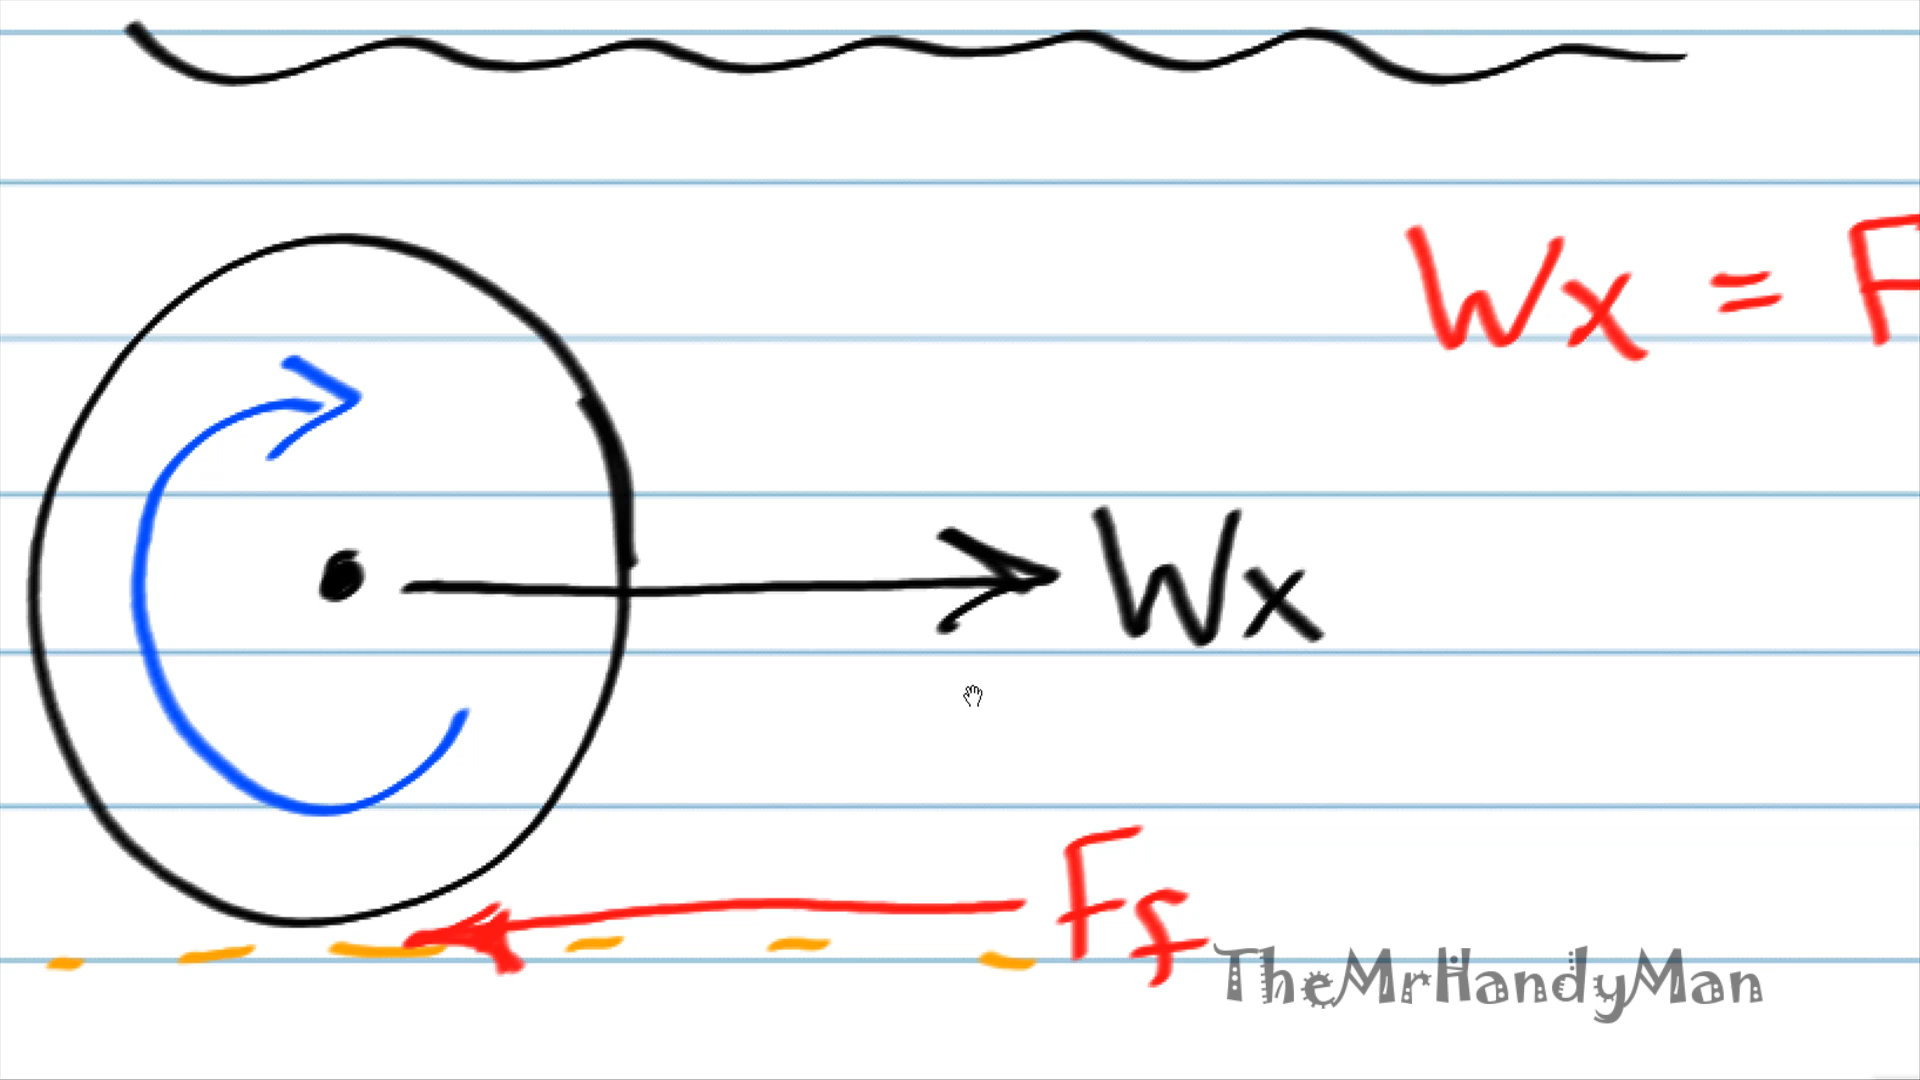 Wx = F
Wx
Ff
TheMrHandyMan